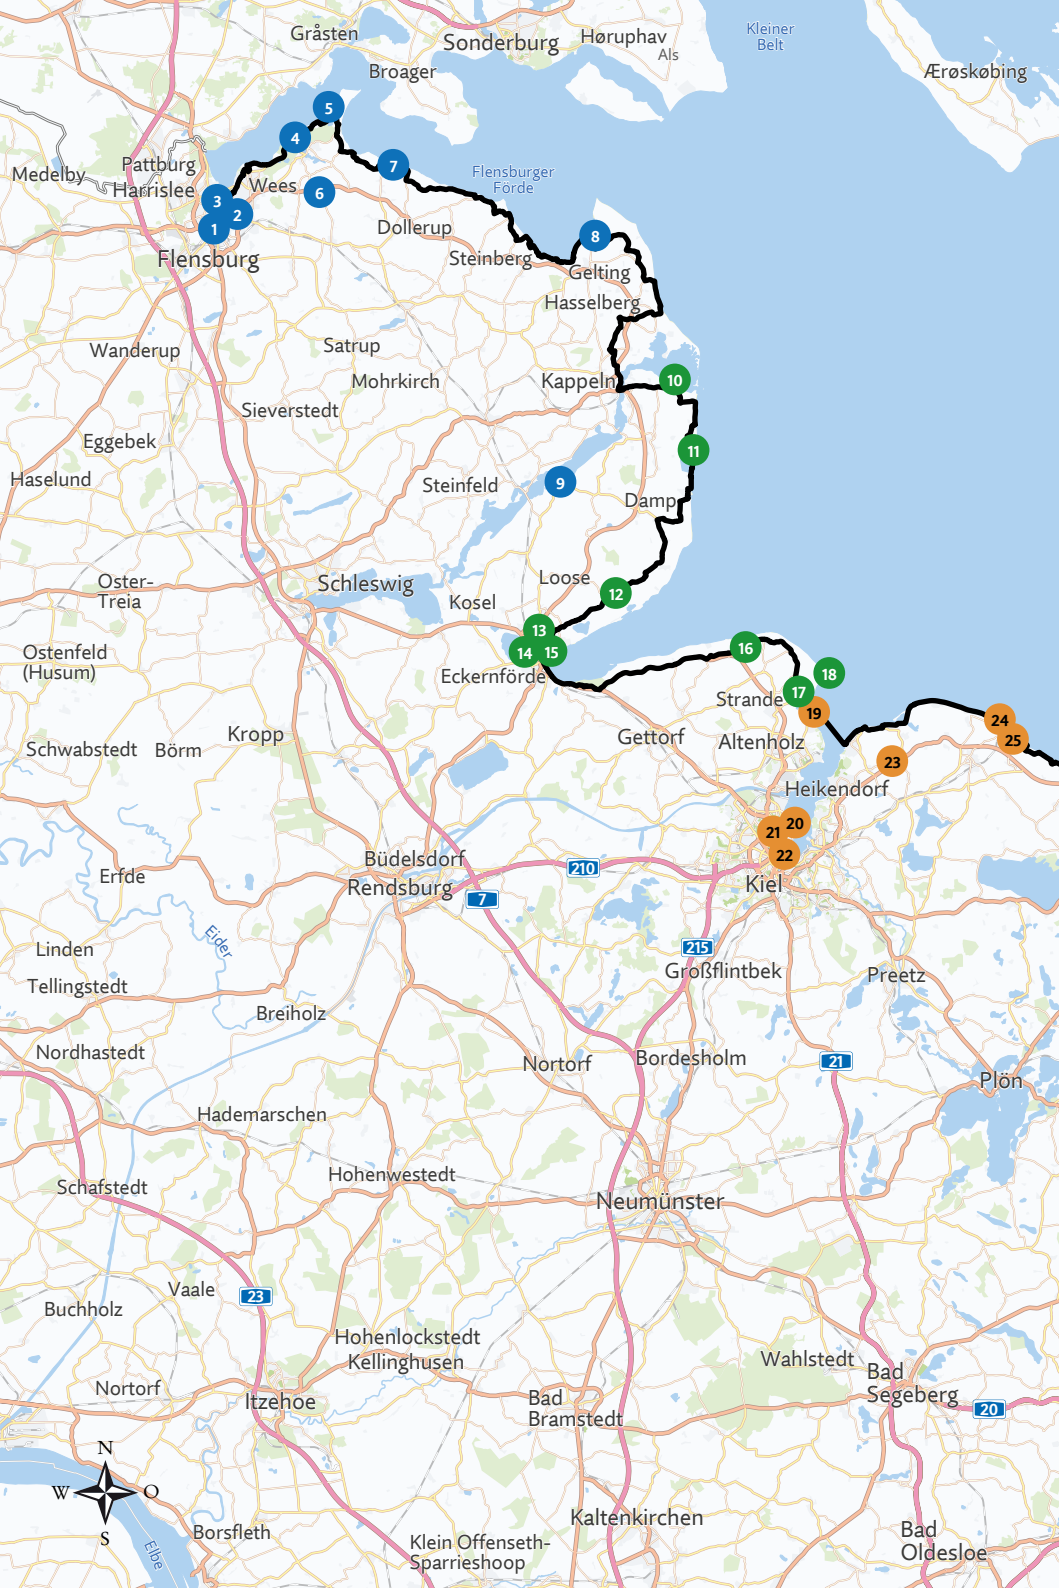 Gråsten
Sonderburg
Høruphav
Als
Kleiner
Belt
Broager
Ærøskøbing
5
4
Pattburg
Medelby
Harrislee
Wees
7
6
Flensburger
Förde
3
2
1
Flensburg
Dollerup
8
Steinberg
Gelting
Hasselberg
Wanderup
Satrup
Mohrkirch
Kappeln
10
Sieverstedt
Eggebek
11
Haselund
Steinfeld
9
Damp
Oster-
Treia
Schleswig
Loose
12
Kosel
13
14
15
Eckernförde
Ostenfeld
(Husum)
16
18
17
Strande
19
24
25
Schwabstedt
Börm
Kropp
Gettorf
Altenholz
23
Heikendorf
20
21
22
Büdelsdorf
Rendsburg
210
7
Kiel
Erfde
Eider
Linden
215
Großflintbek
Preetz
Tellingstedt
Breiholz
Nordhastedt
Nortorf
Bordesholm
21
Plön
Hademarschen
Hohenwestedt
Schafstedt
Neumünster
Vaale
23
Buchholz
Hohenlockstedt
Kellinghusen
Wahlstedt
Bad
Segeberg
Nortorf
Itzehoe
Bad
Bramstedt
20
N
W
O
S
Kaltenkirchen
Borsfleth
Elbe
Klein Offenseth-
Sparrieshoop
Bad
Oldesloe